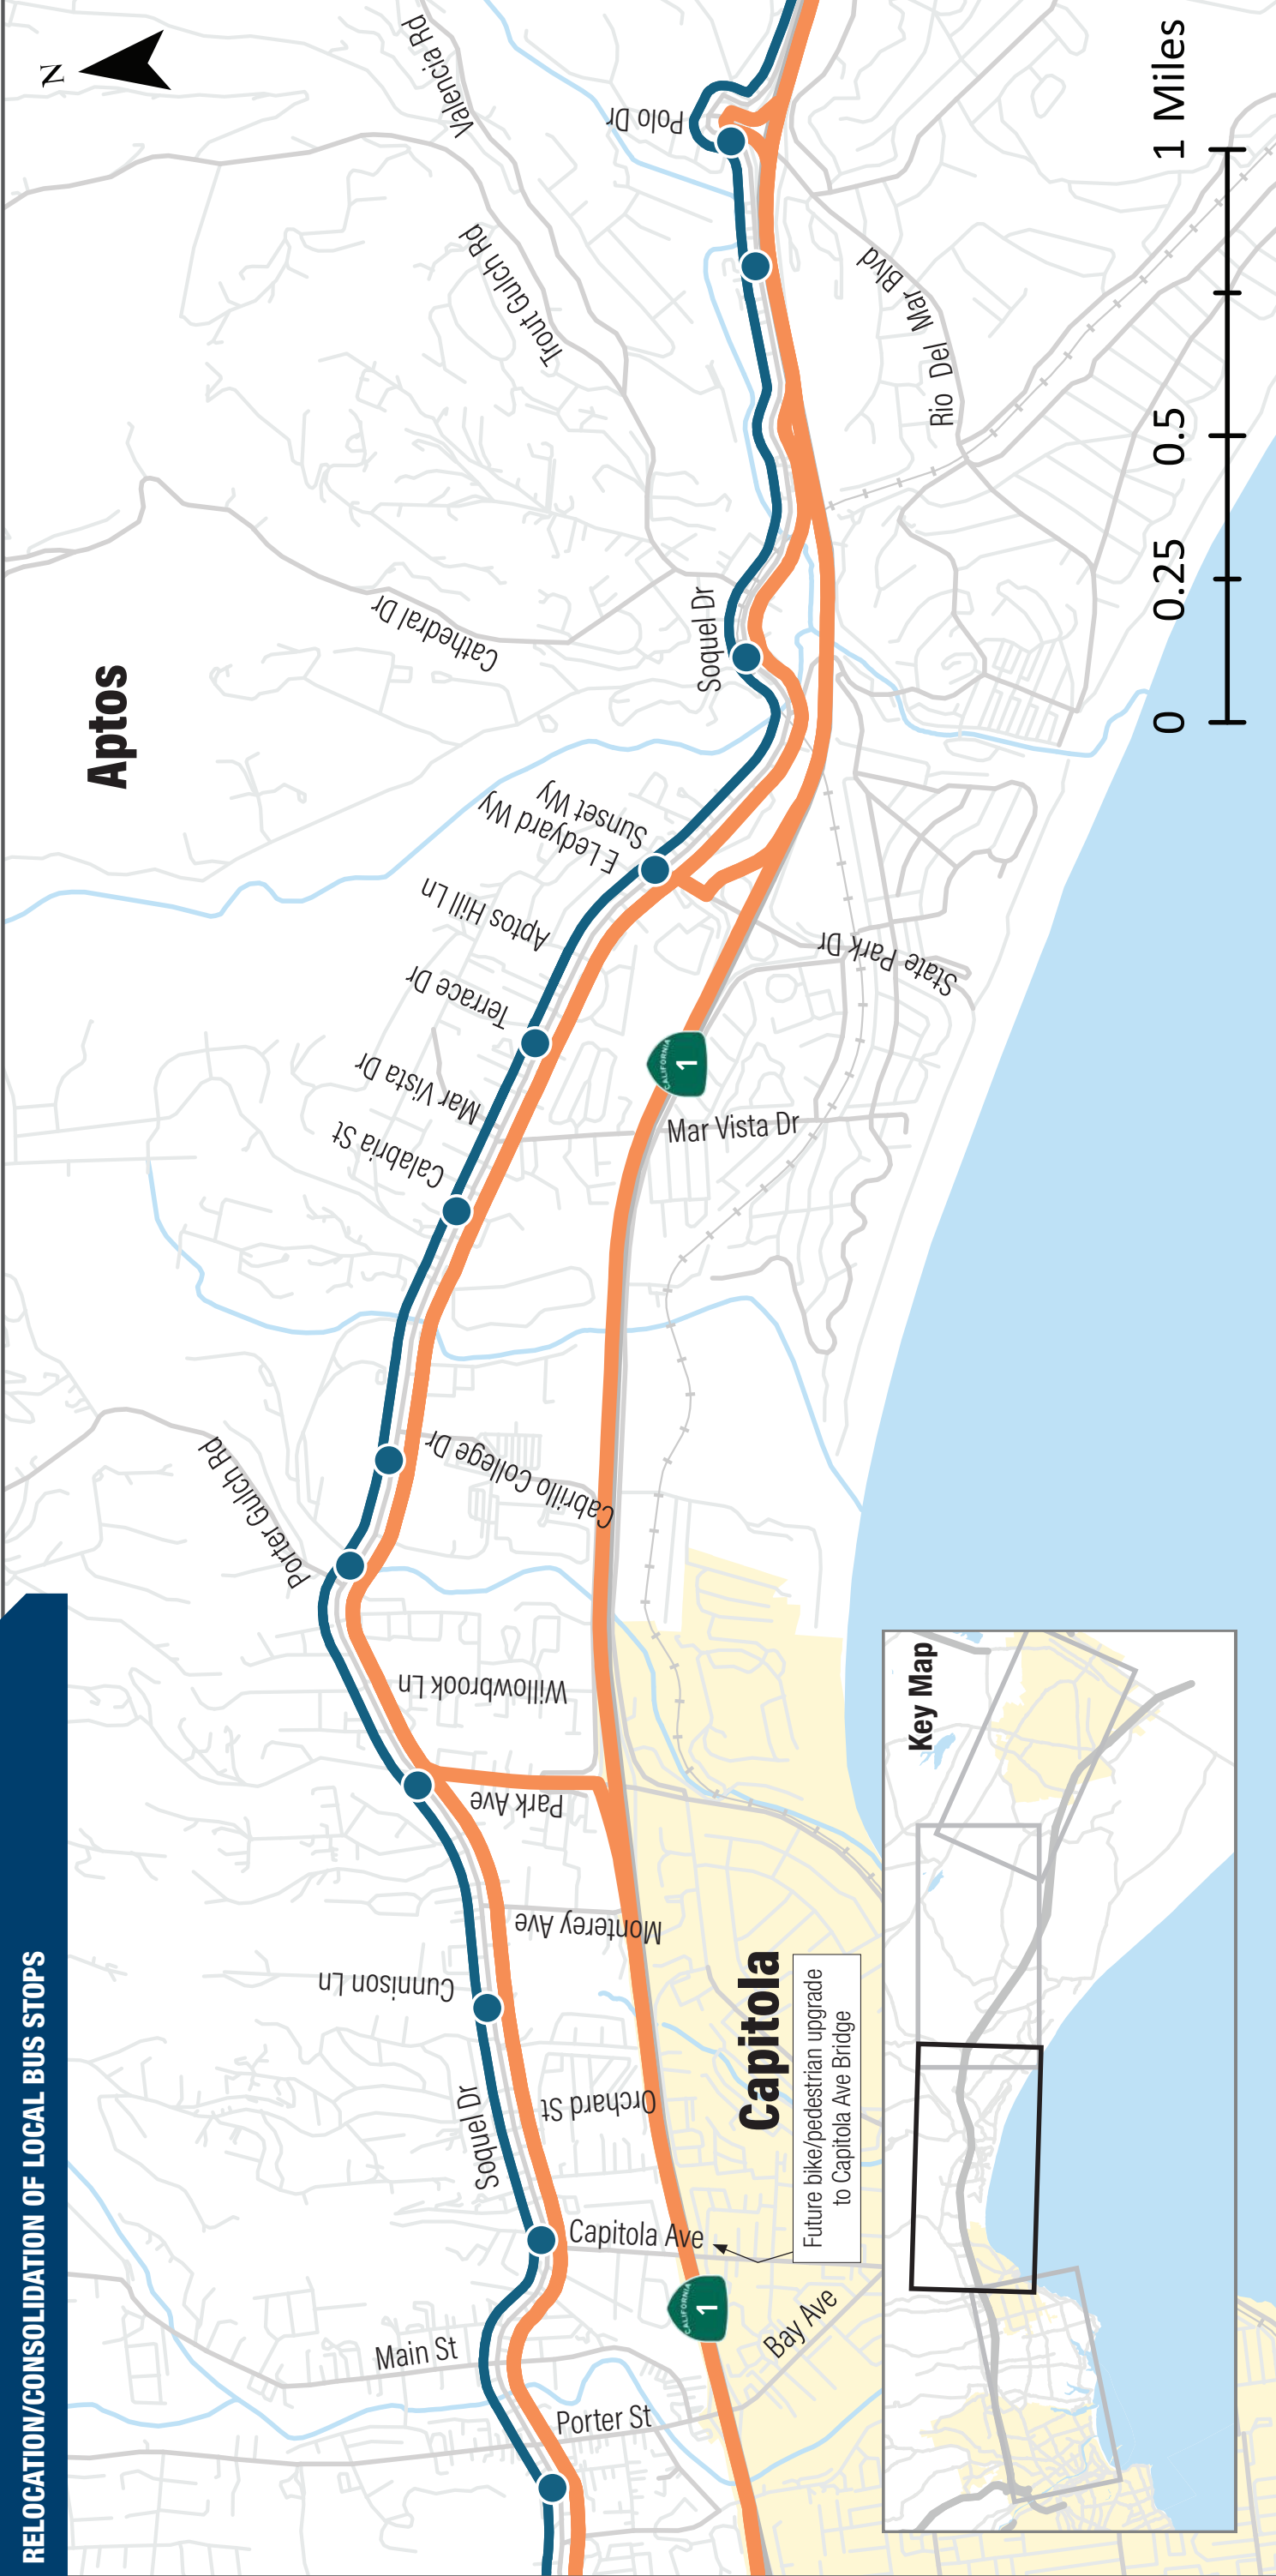 RELOCATION/CONSOLIDATION OF LOCAL BUS STOPS
N
Aptos
Valencia Rd
Trout Gulch Rd
Cathedral Dr
Polo Dr
Porter Gulch Rd
Soquel Dr
E Ledyard Wy
Sunset Wy
Aptos Hill Ln
Terrace Dr
Mar Vista Dr
Calabria St
Cabrillo College Dr
Willowbrook Ln
Park Ave
Monterey Ave
Cunnison Ln
Soquel Dr
Orchard St
Capitola Ave
Main St
Porter St
Bay Ave
CALIFORNIA
1
CALIFORNIA
1
Mar Vista Dr
State Park Dr
Rio Del Mar Blvd
Capitola
Future bike/pedestrian upgrade
to Capitola Ave Bridge
Key Map
0 0.25 0.5 1 Miles